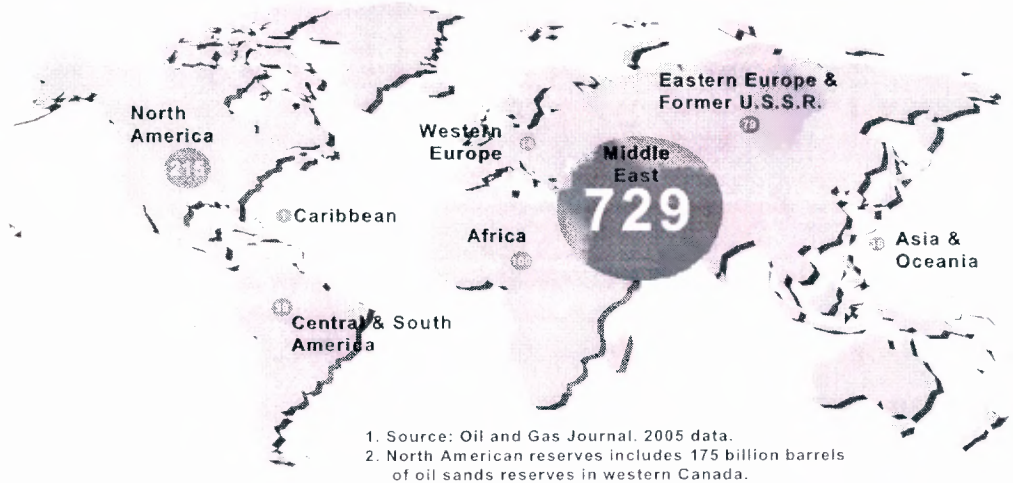 Eastern Europe &
Former U.S.S.R.
79
North
America
Western
Europe
Middle
East
729
Caribbean
Africa
Asia &
Oceania
Central & South
America
1. Source: Oil and Gas Journal. 2005 data.
2. North American reserves includes 175 billion barrels
of oil sands reserves in western Canada.